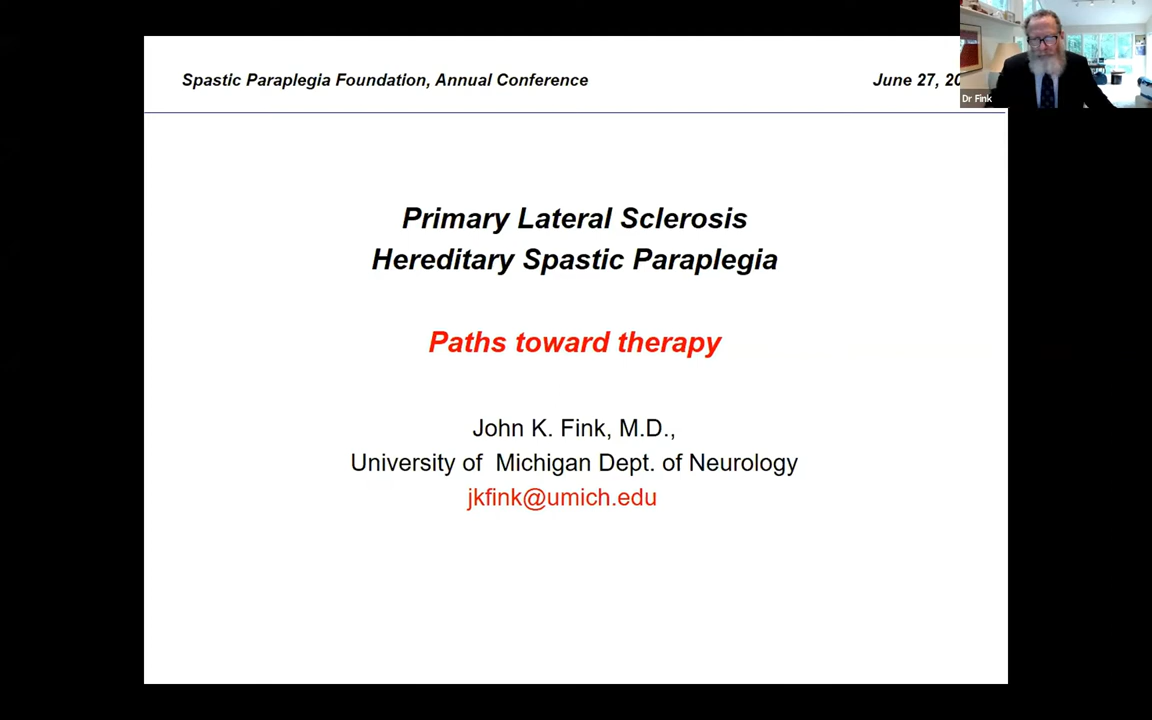 Spastic Paraplegia Foundation, Annual Conference
June 27,
Dr Fink
Primary Lateral Sclerosis
Hereditary Spastic Paraplegia
Paths toward therapy
John K. Fink, M.D.,
University of Michigan Dept. of Neurology
jkfink@umich.edu